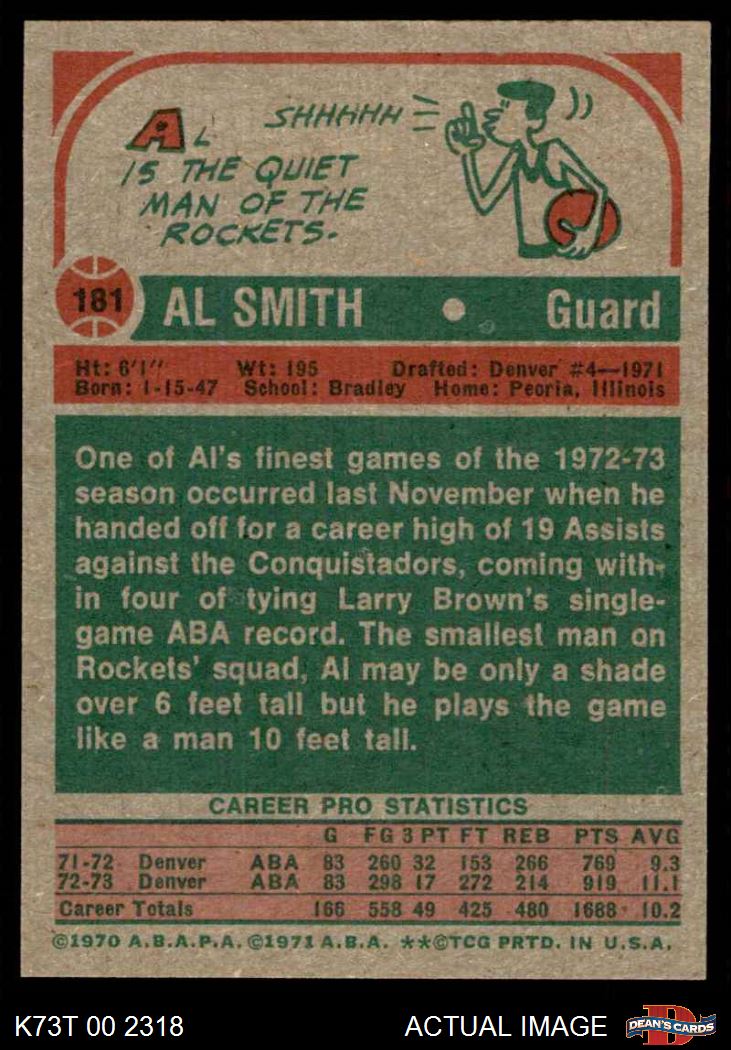 SHHHHH
AL
IS THE QUIET
MAN OF THE
ROCKETS.
181 AL SMITH • Guard
Ht: 6'1" Wt: 195 Drafted: Denver #4—1971
Born: 1-15-47 School: Bradley Home: Peoria, Illinois
One of Al's finest games of the 1972-73
season occurred last November when he
handed off for a career high of 19 Assists
against the Conquistadors, coming with-
in four of tying Larry Brown's single-
game ABA record. The smallest man on
Rockets' squad, Al may be only a shade
over 6 feet tall but he plays the game
like a man 10 feet tall.
CAREER PRO STATISTICS
G FG 3 PT FT REB PTS AVG
71-72 Denver ABA 83 260 32 153 266 769 9.3
72-73 Denver ABA 83 298 17 272 214 919 11.1
Career Totals 166 558 49 425 480 1688 10.2
©1970 A.B.A.P.A. ©1971 A.B.A. **©TCG PRTD. IN U.S.A.
K73T 00 2318 ACTUAL IMAGE D DEAN'S CARDS